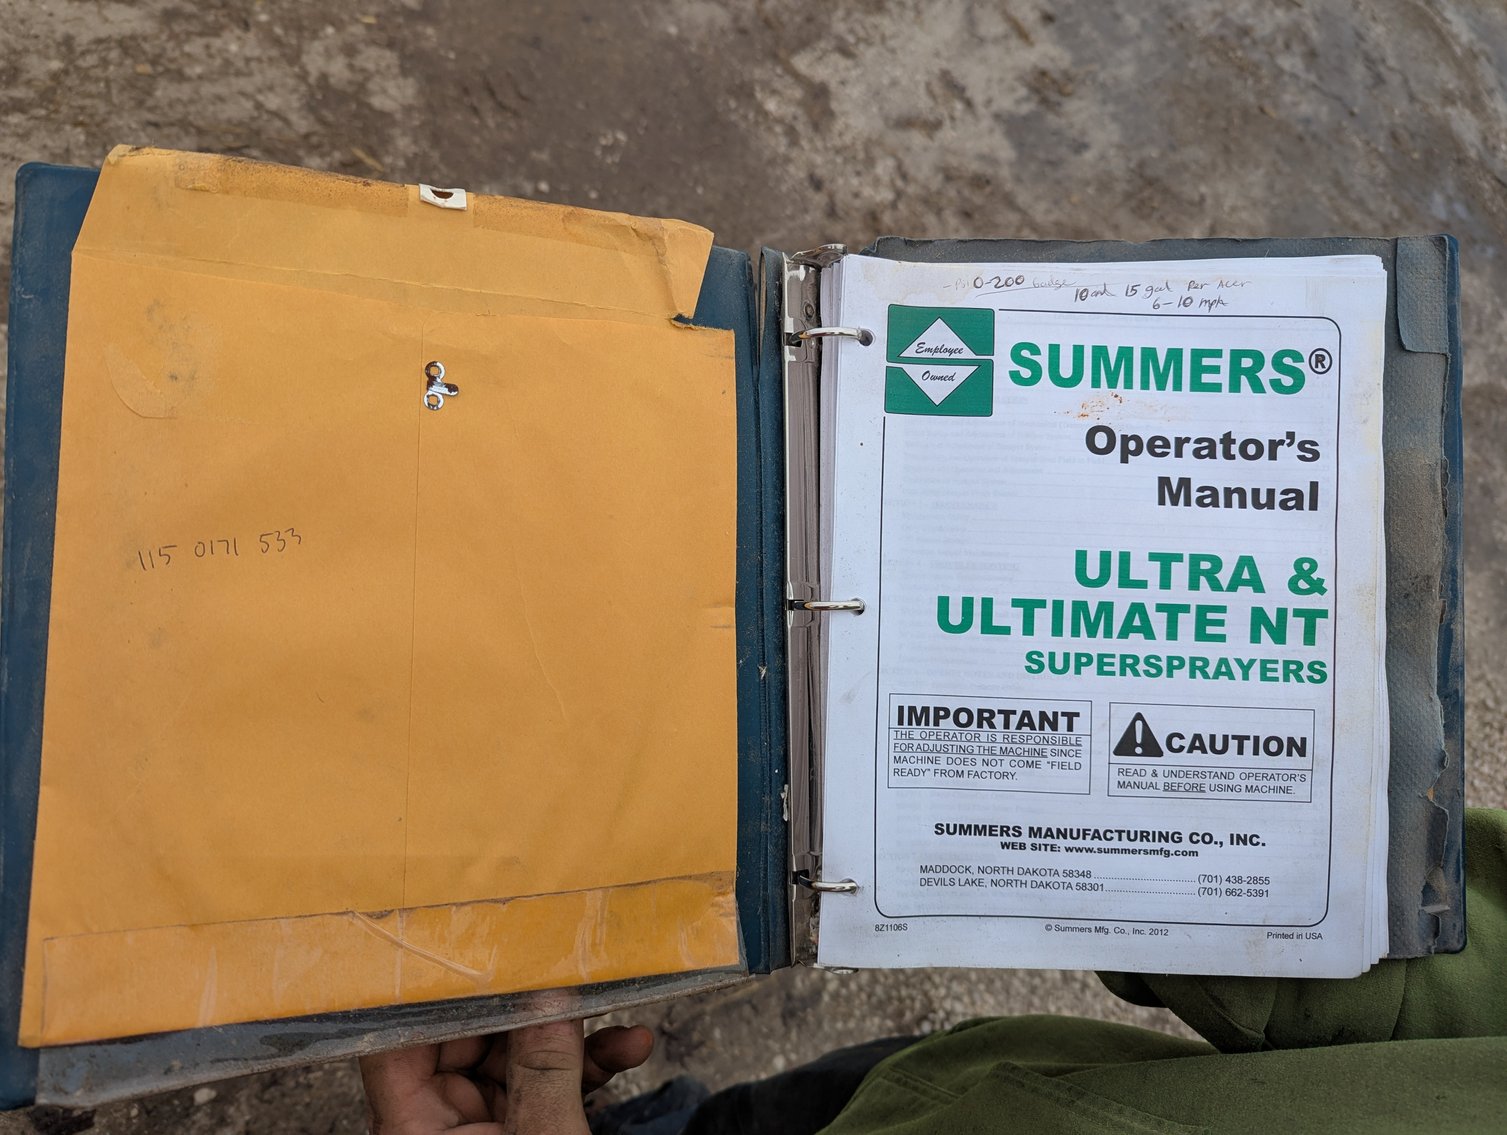 115 0171 533
PSI 0-200 Gadge
10 and 15 gal Per Acer
6-10 mph
Employee
Owned
SUMMERS®
Operator's
Manual
ULTRA &
ULTIMATE NT
SUPERSPRAYERS
IMPORTANT
THE OPERATOR IS RESPONSIBLE
FOR ADJUSTING THE MACHINE SINCE
MACHINE DOES NOT COME "FIELD
READY" FROM FACTORY.
CAUTION
READ & UNDERSTAND OPERATOR'S
MANUAL BEFORE USING MACHINE.
SUMMERS MANUFACTURING CO., INC.
WEB SITE: www.summersmfg.com
MADDOCK, NORTH DAKOTA 58348 ............................ (701) 438-2855
DEVILS LAKE, NORTH DAKOTA 58301......................... (701) 662-5391
8Z1106S
© Summers Mfg. Co., Inc. 2012
Printed in USA